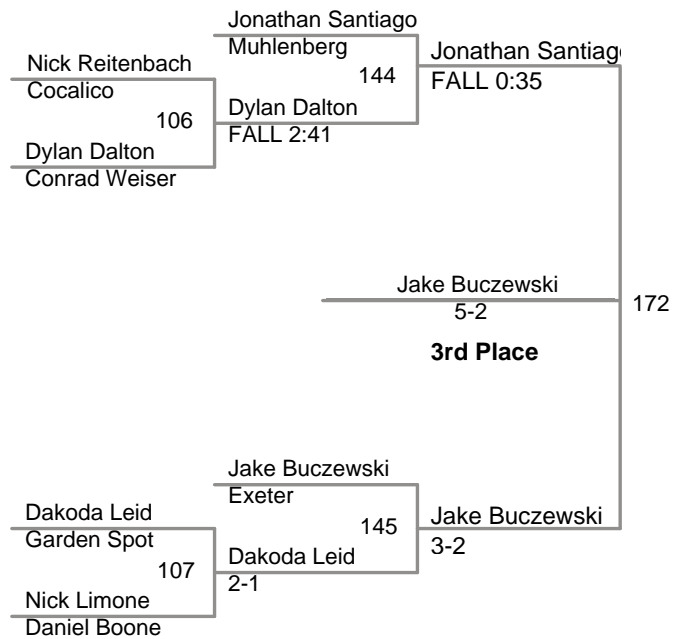 Jonathan Santiago
Muhlenberg
Nick Reitenbach
Cocalico
144
Jonathan Santiag
FALL 0:35
106
Dylan Dalton
FALL 2:41
Dylan Dalton
Conrad Weiser
Jake Buczewski
5-2
172
3rd Place
Jake Buczewski
Exeter
Dakoda Leid
Garden Spot
145
Jake Buczewski
3-2
107
Dakoda Leid
2-1
Nick Limone
Daniel Boone